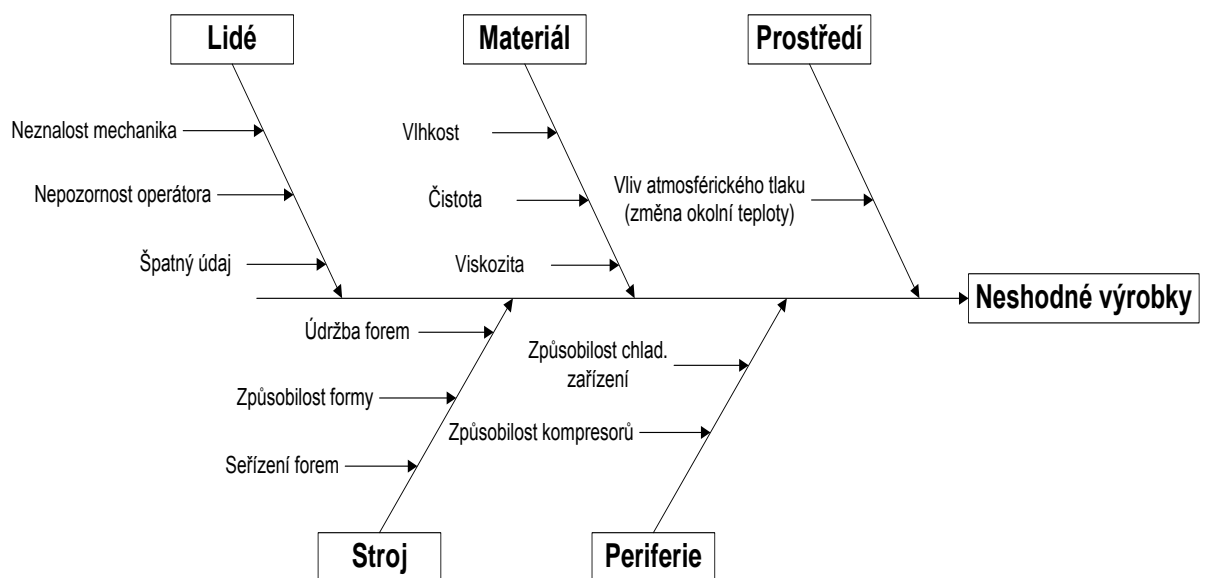 Lidé
Materiál
Prostředí
Neznalost mechanika
Vlhkost
Nepozornost operátora
Čistota
Vliv atmosférického tlaku
(změna okolní teploty)
Špatný údaj
Viskozita
Neshodné výrobky
Údržba forem
Způsobilost chlad.
zařízení
Způsobilost formy
Způsobilost kompresorů
Seřízení forem
Stroj
Periferie